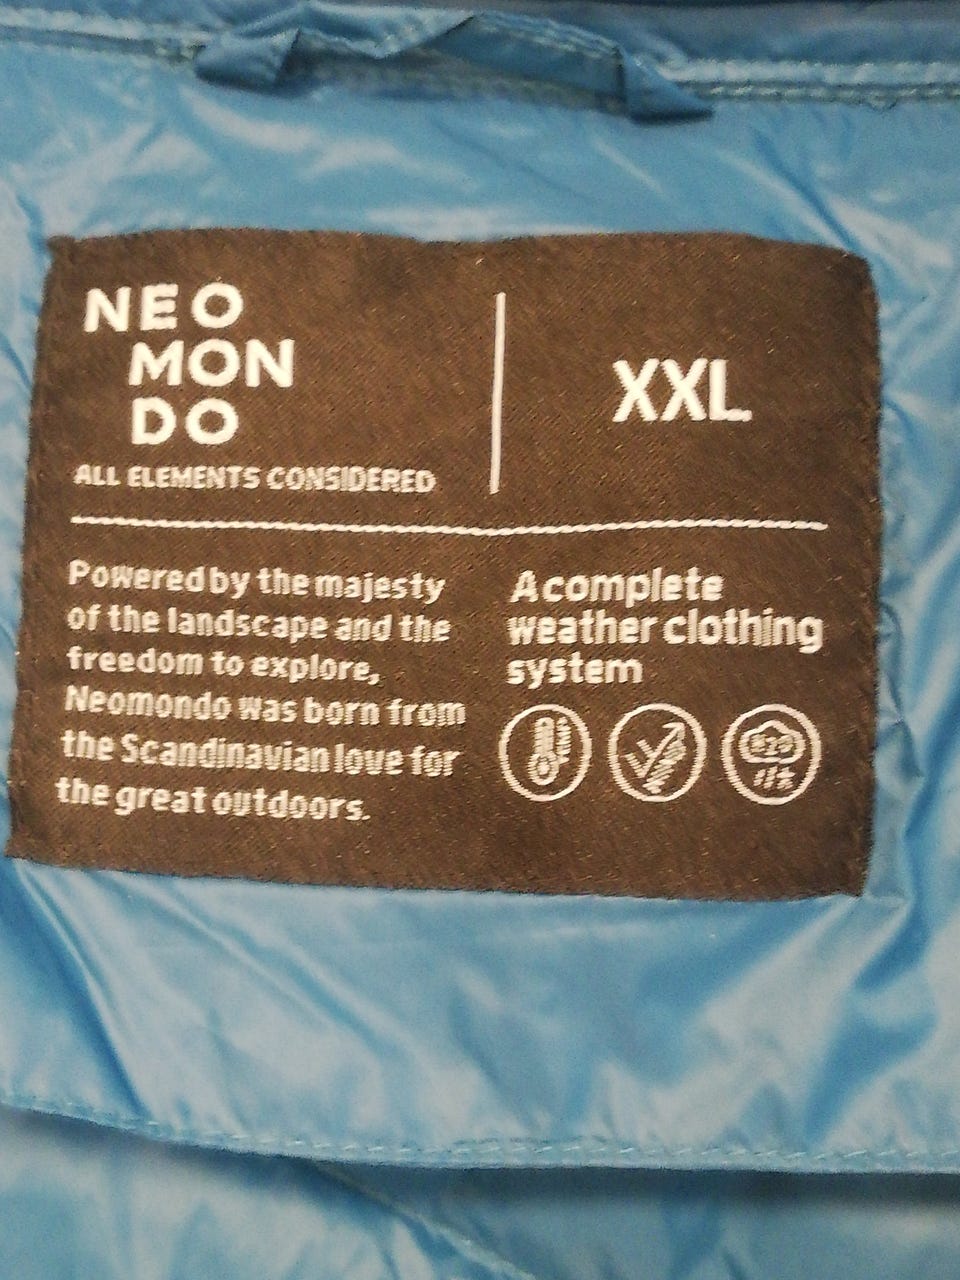 NEO
MON
DO
ALL ELEMENTS CONSIDERED
XXL
Powered by the majesty
of the landscape and the
freedom to explore,
Neomondo was born from
the Scandinavian love for
the great outdoors.
A complete
weather clothing
system